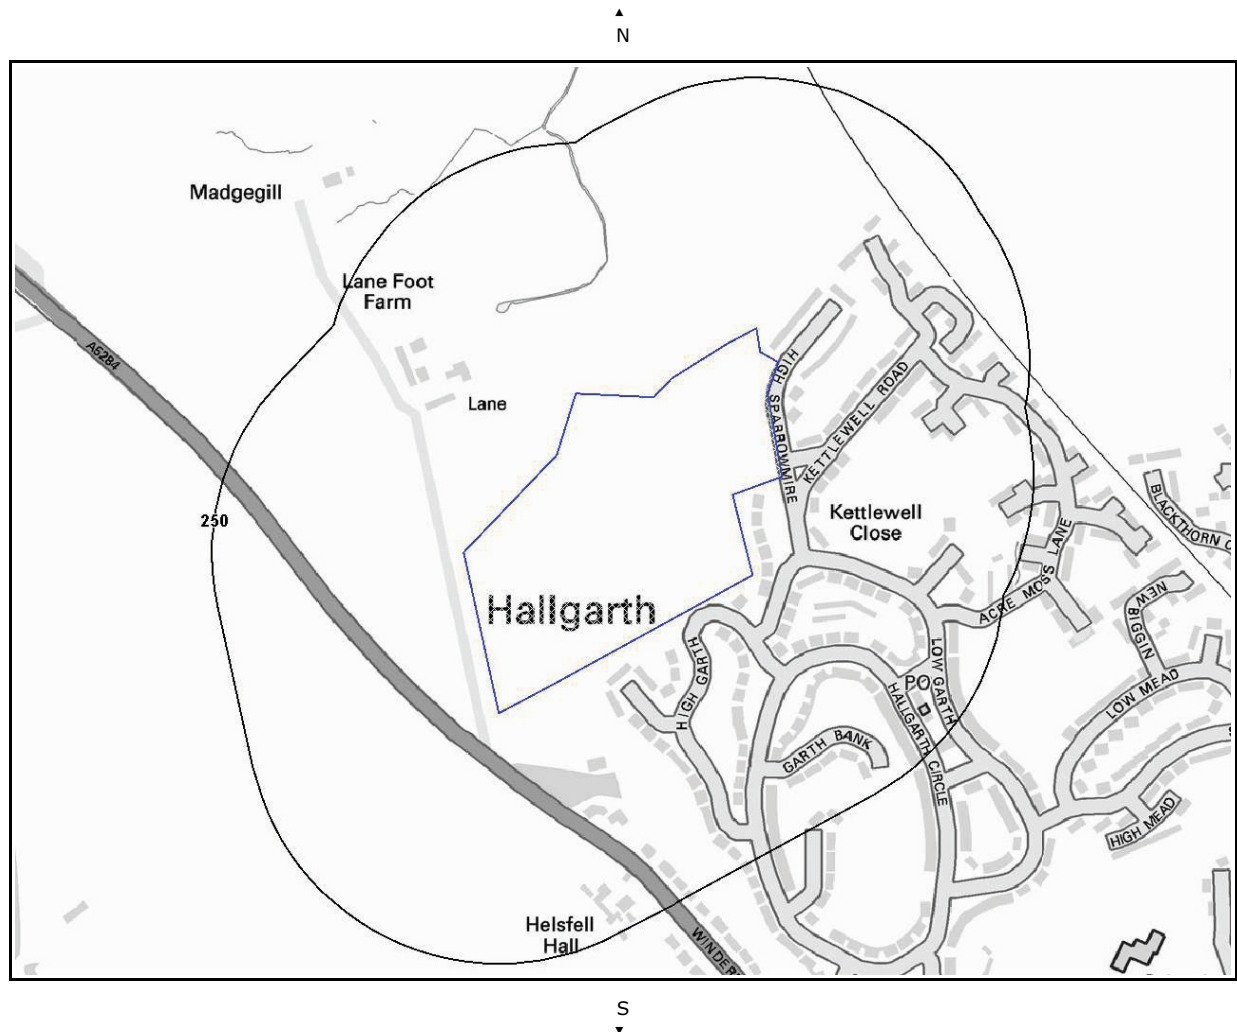 N
Madgegill
Lane Foot
Farm
A5284
Lane
HIGH SPARROWMIRE
KETTLEWELL ROAD
250
Kettlewell
Close
BLACKTHORN C
ACRE MOSS LANE
NEW BIGGIN
Hallgarth
HIGH GARTH
LOW GARTH
PO
HALLGARTH CIRCLE
LOW MEAD
GARTH BANK
HIGH MEAD
Helsfell
Hall
WINDER
S